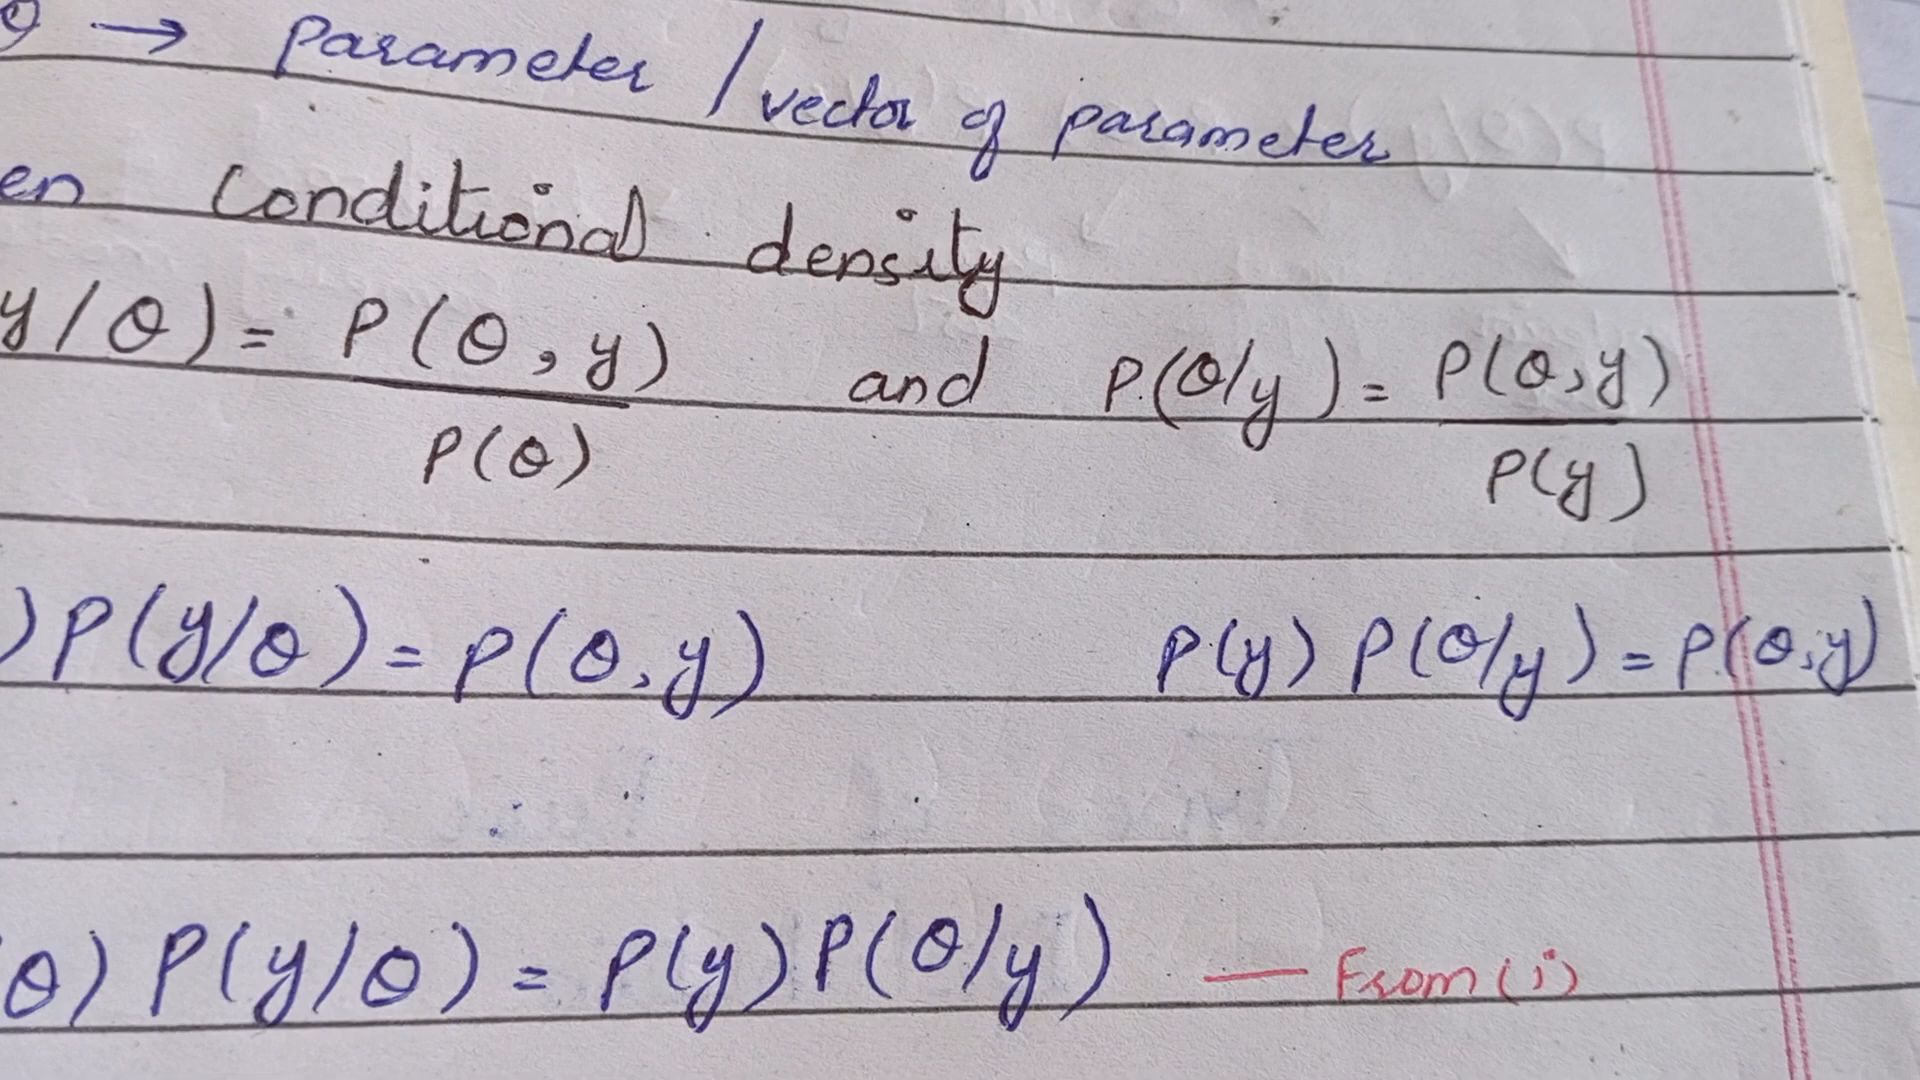 θ → parameter / vector of parameter
en conditional density
y/θ) = P(θ, y) / P(θ) and P(θ/y) = P(θ, y) / P(y)
) P(y/θ) = P(θ, y) P(y) P(θ/y) = P(θ, y)
θ) P(y/θ) = P(y) P(θ/y) — From (i)